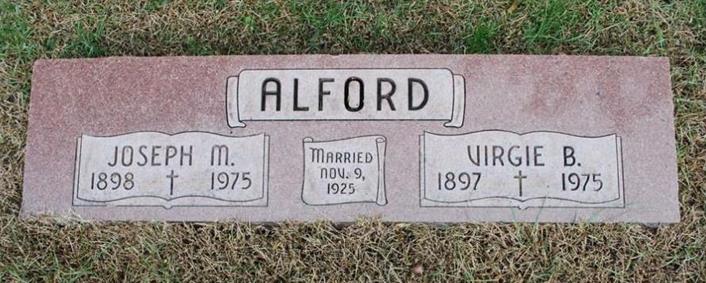 ALFORD
JOSEPH M.
1898 † 1975
MARRIED
NOV. 9,
1925
VIRGIE B.
1897 † 1975